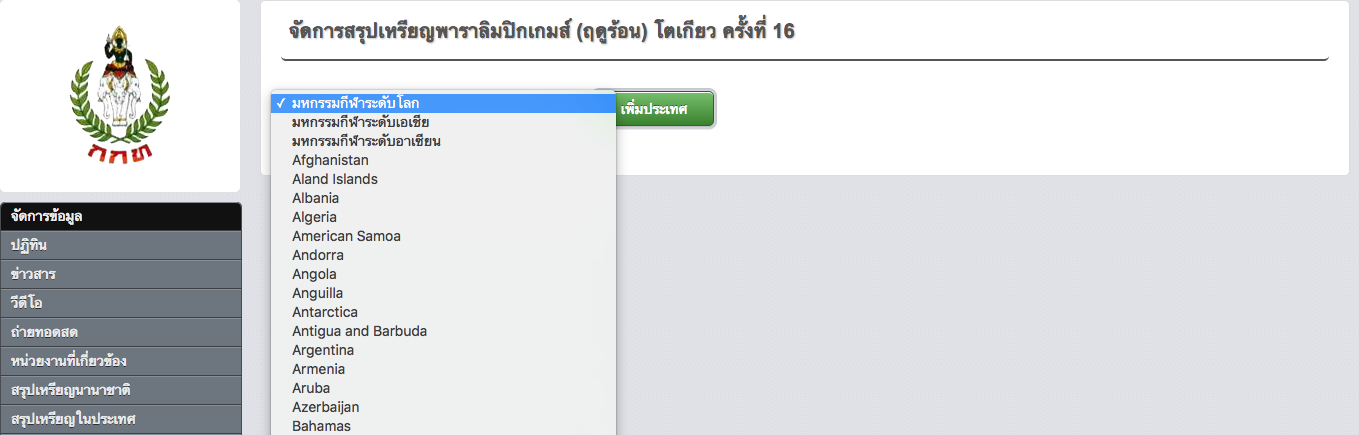 กกท
จัดการข้อมูล
ปฏิทิน
ข่าวสาร
วีดีโอ
ถ่ายทอดสด
หน่วยงานที่เกี่ยวข้อง
สรุปเหรียญนานาชาติ
สรุปเหรียญในประเทศ
จัดการสรุปเหรียญพาราลิมปิกเกมส์ (ฤดูร้อน) โตเกียว ครั้งที่ 16
✓ มหกรรมกีฬาระดับโลก
มหกรรมกีฬาระดับเอเชีย
มหกรรมกีฬาระดับอาเซียน
Afghanistan
Aland Islands
Albania
Algeria
American Samoa
Andorra
Angola
Anguilla
Antarctica
Antigua and Barbuda
Argentina
Armenia
Aruba
Azerbaijan
Bahamas
เพิ่มประเทศ